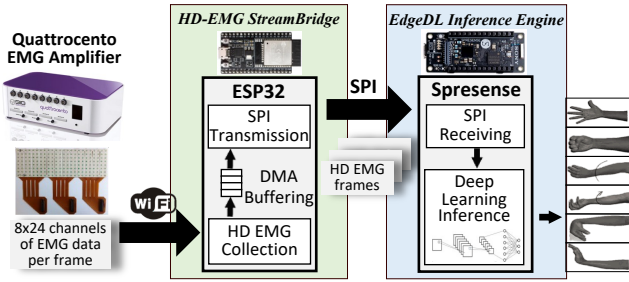 HD-EMG StreamBridge
EdgeDL Inference Engine
Quattrocento
EMG Amplifier
quattrocento
8x24 channels
of EMG data
per frame
WiFi
ESP32
SPI
Transmission
DMA
Buffering
HD EMG
Collection
SPI
HD EMG
frames
Spresense
SPI
Receiving
Deep
Learning
Inference